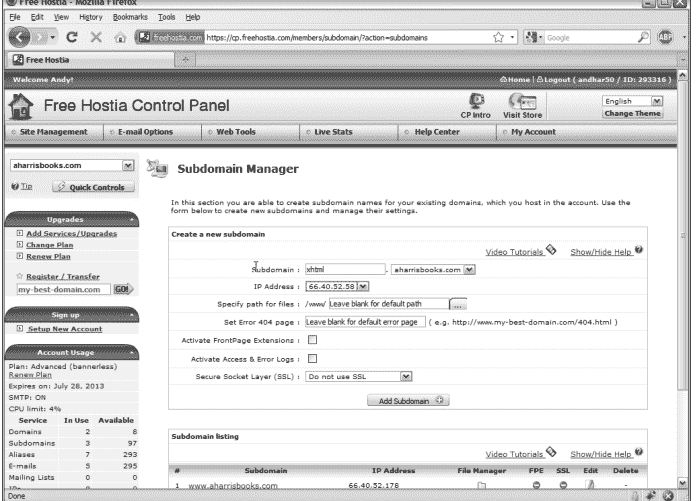 Free Hostia - Mozilla Firefox
File Edit View History Bookmarks Tools Help
freehostia.com https://cp.freehostia.com/members/subdomain/?action=subdomains
Google
ABP
Free Hostia
Welcome Andy!
Home | Logout ( andhar50 / ID: 293316 )
Free Hostia Control Panel
CP Intro
Visit Store
English
Change Theme
Site Management
E-mail Options
Web Tools
Live Stats
Help Center
My Account
aharrisbooks.com
Tip
Quick Controls
Upgrades
Add Services/Upgrades
Change Plan
Renew Plan
Register / Transfer
my-best-domain.com GO!
Sign up
Setup New Account
Account Usage
Plan: Advanced (bannerless)
Renew Plan
Expires on: July 28, 2013
SMTP: ON
CPU limit: 4%
Service In Use Available
Domains 2 8
Subdomains 3 97
Aliases 7 293
E-mails 5 295
Mailing Lists 0 0
Subdomain Manager
In this section you are able to create subdomain names for your existing domains, which you host in the account. Use the
form below to create new subdomains and manage their settings.
Create a new subdomain
Video Tutorials Show/Hide Help
Subdomain : xhtml . aharrisbooks.com
IP Address : 66.40.52.58
Specify path for files : /www/ Leave blank for default path ...
Set Error 404 page : Leave blank for default error page ( e.g. http://www.my-best-domain.com/404.html )
Activate FrontPage Extensions :
Activate Access & Error Logs :
Secure Socket Layer (SSL) : Do not use SSL
Add Subdomain
Subdomain listing
Video Tutorials Show/Hide Help
# Subdomain IP Address File Manager FPE SSL Edit Delete
1 www.aharrisbooks.com 66.40.52.178
Done